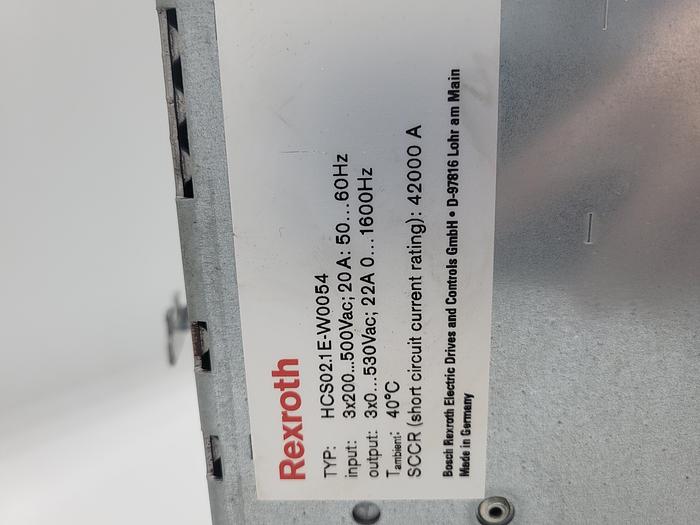 Rexroth
TYP: HCS02.1E-W0054
input: 3x200...500Vac; 20A: 50...60Hz
output: 3x0...530Vac; 22A 0...1600Hz
Tambient: 40°C
SCCR (short circuit current rating): 42000 A
Bosch Rexroth Electric Drives and Controls GmbH • D-97816 Lohr am Main
Made in Germany